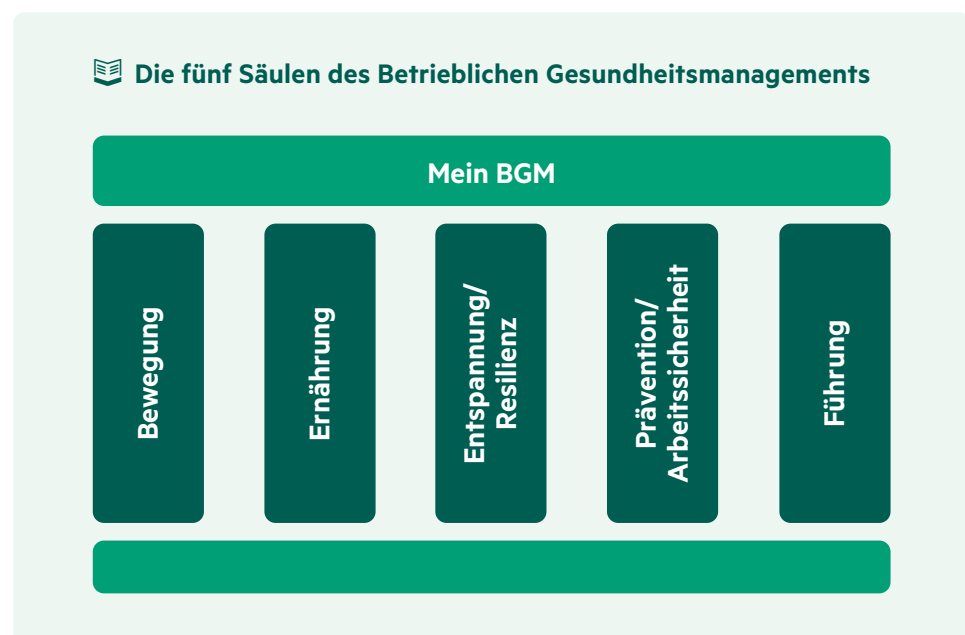 Die fünf Säulen des Betrieblichen Gesundheitsmanagements
Mein BGM
Bewegung
Ernährung
Entspannung/
Resilienz
Prävention/
Arbeitssicherheit
Führung